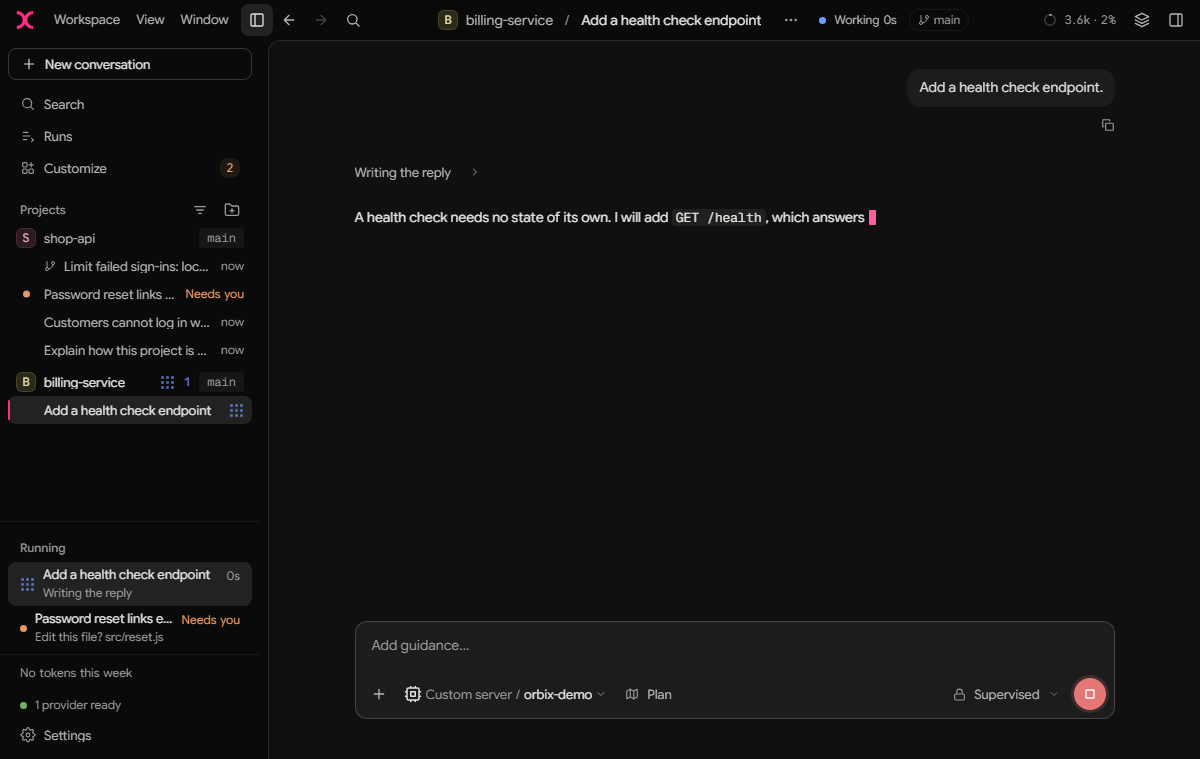 Workspace View Window
B billing-service / Add a health check endpoint ··· Working 0s main 3.6k · 2%
New conversation
Search
Runs
Customize 2
Projects
S shop-api main
Limit failed sign-ins: loc... now
Password reset links ... Needs you
Customers cannot log in w... now
Explain how this project is ... now
B billing-service 1 main
Add a health check endpoint
Running
Add a health check endpoint 0s
Writing the reply
Password reset links e... Needs you
Edit this file? src/reset.js
No tokens this week
1 provider ready
Settings
Add a health check endpoint.
Writing the reply
A health check needs no state of its own. I will add GET /health, which answers
Add guidance...
Custom server / orbix-demo Plan Supervised